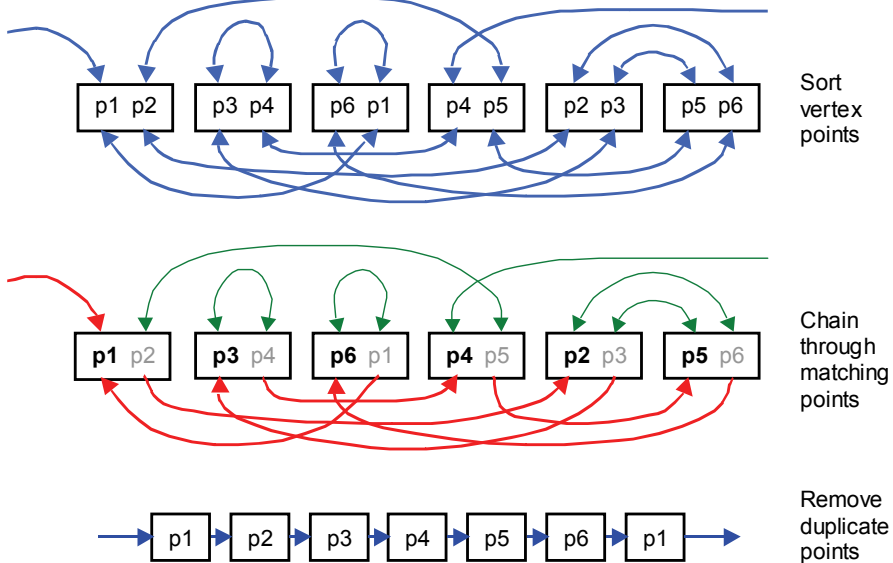 p1 p2 p3 p4 p6 p1 p4 p5 p2 p3 p5 p6
Sort
vertex
points
p1 p2 p3 p4 p6 p1 p4 p5 p2 p3 p5 p6
Chain
through
matching
points
p1 p2 p3 p4 p5 p6 p1
Remove
duplicate
points